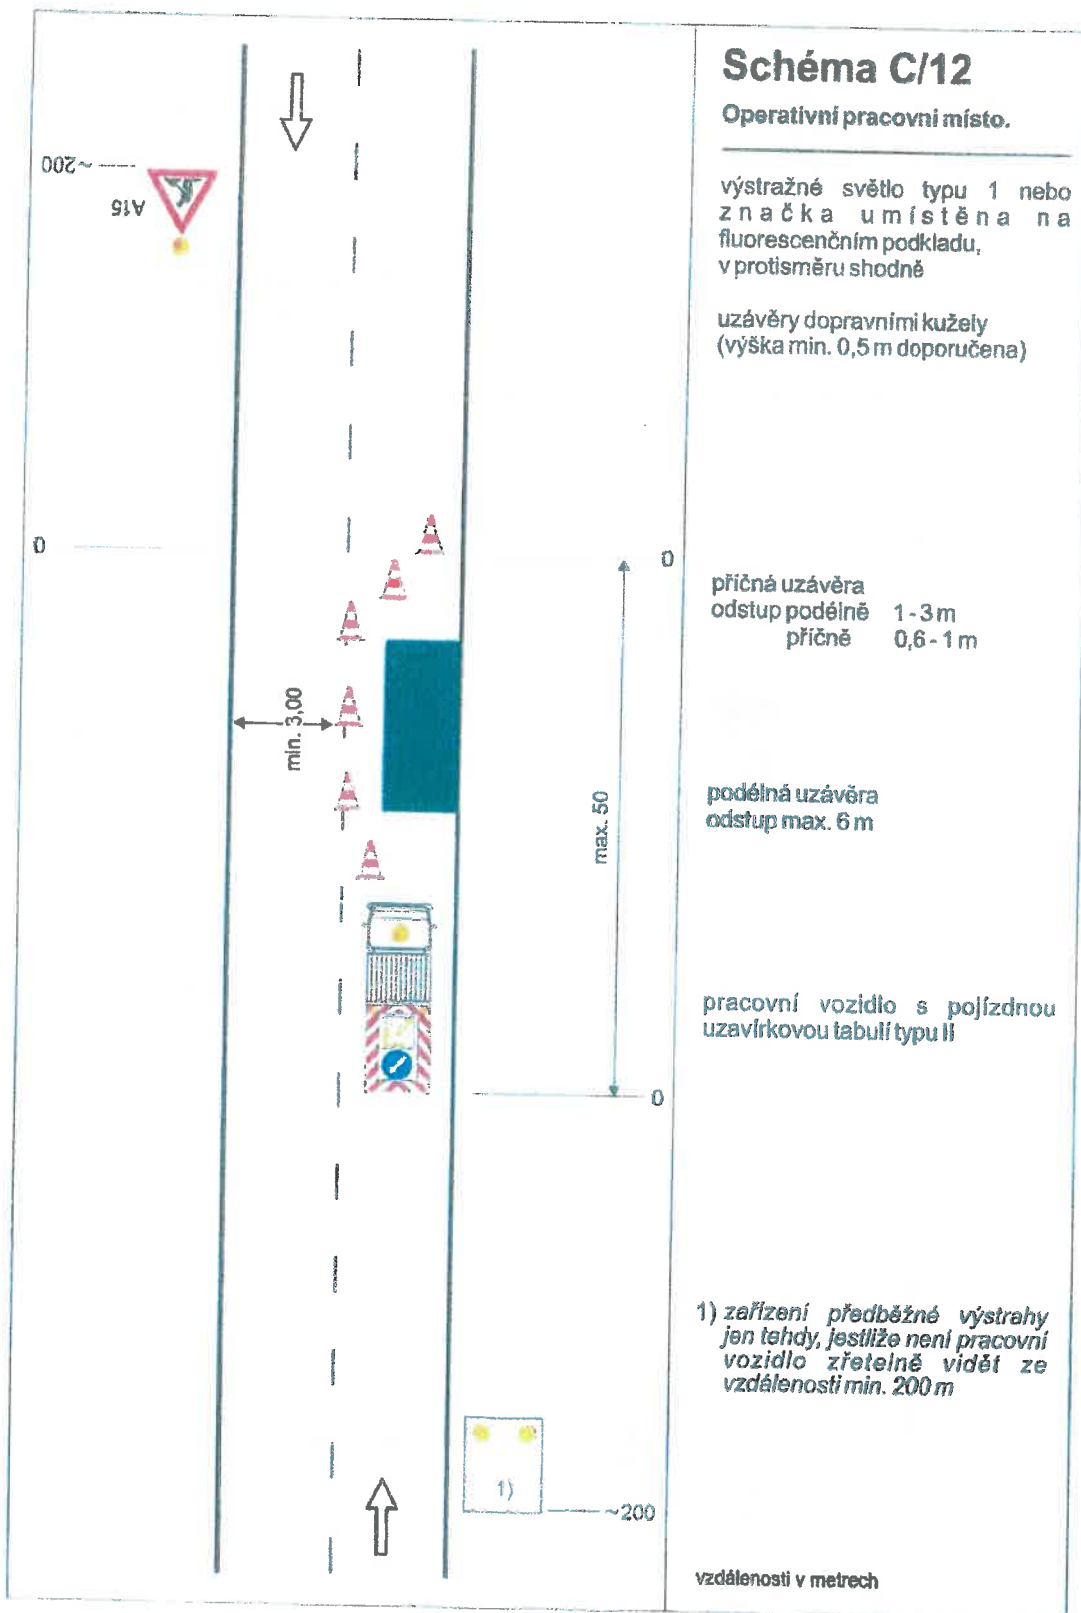 Schéma C/12
Operativní pracovní místo.
výstražné světlo typu 1 nebo
značka umístěna na
fluorescenčním podkladu,
v protisměru shodně
uzávěry dopravními kužely
(výška min. 0,5 m doporučena)
~200
A15
0
0
příčná uzávěra
odstup podélně 1 - 3 m
příčně 0,6 - 1 m
min. 3,00
max. 50
podélná uzávěra
odstup max. 6 m
pracovní vozidlo s pojízdnou
uzavírkovou tabulí typu II
0
1) zařízení předběžné výstrahy
jen tehdy, jestliže není pracovní
vozidlo zřetelně vidět ze
vzdálenosti min. 200 m
1)
~200
vzdálenosti v metrech